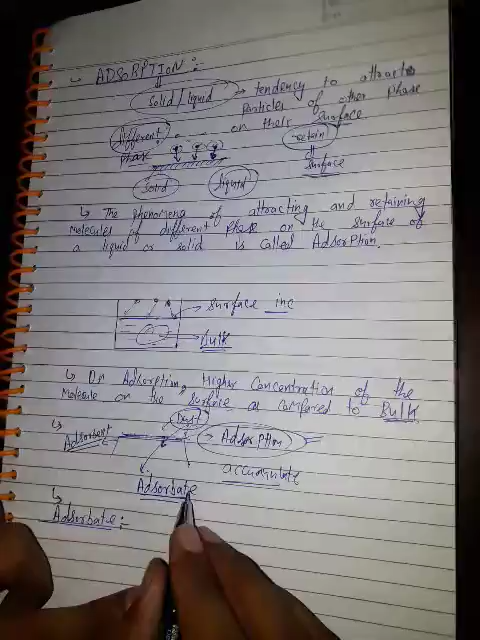 ↳ ADSORPTION :-
Solid/liquid → tendency to attract
particles of other phase
Different on their surface
phase. retain
surface
solid liquid
↳ The phenomena of attracting and retaining
molecules of different phase on the surface of
a liquid or solid is called Adsorption.
→ surface inc
→ Bulk
↳ In Adsorption, Higher Concentration of the
Molecule on the surface as compared to Bulk
↳ Dust
Adsorbent → Adsorption
accumulate
Adsorbate
↳
Adsorbate :-